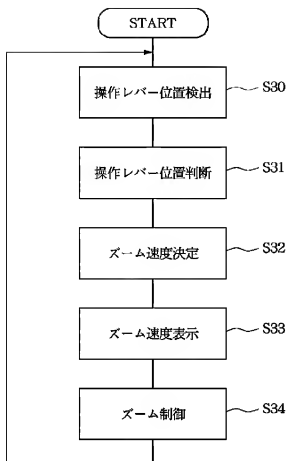 START
操作レバー位置検出
S30
操作レバー位置判断
S31
ズーム速度決定
S32
ズーム速度表示
S33
ズーム制御
S34